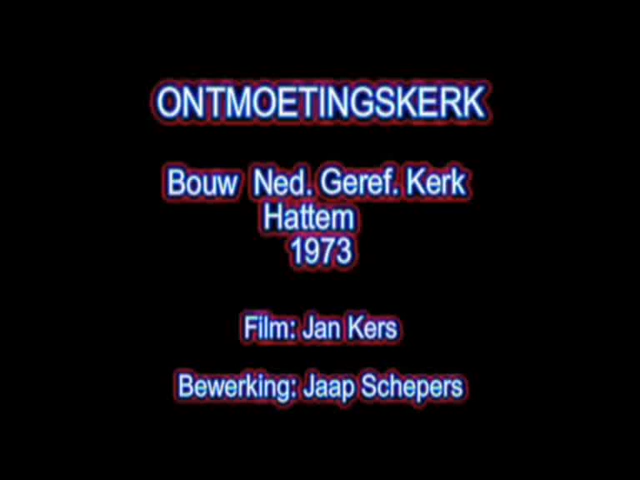 ONTMOETINGSKERK
Bouw Ned. Geref. Kerk
Hattem
1973
Film: Jan Kers
Bewerking: Jaap Schepers